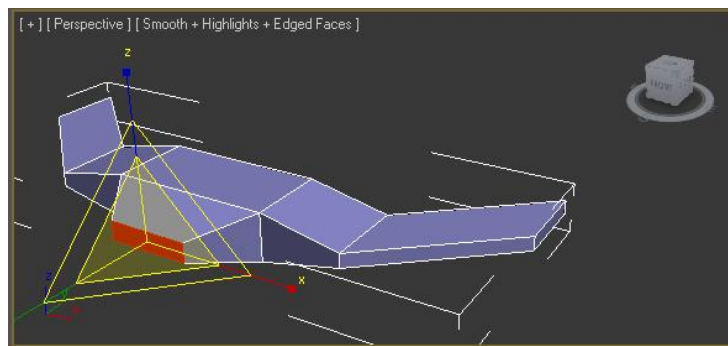 [ + ] [ Perspective ] [ Smooth + Highlights + Edged Faces ]
z
x
z